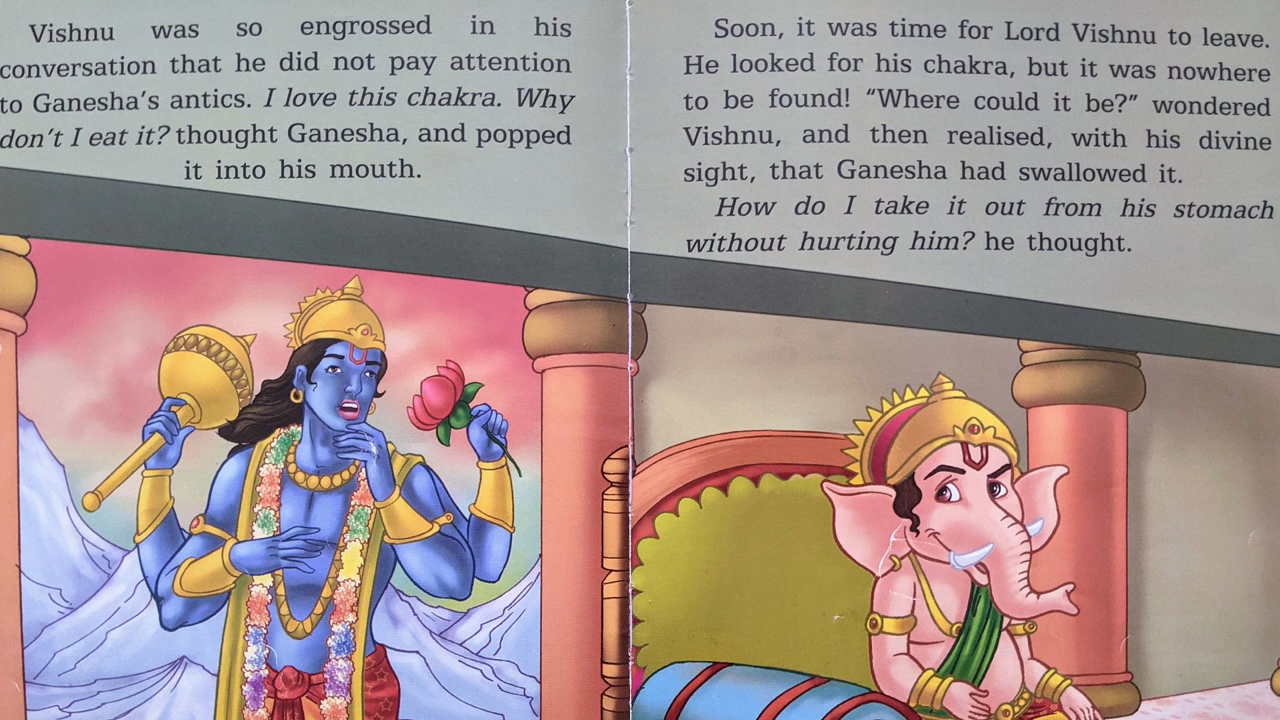 Vishnu was so engrossed in his
conversation that he did not pay attention
to Ganesha's antics. I love this chakra. Why
don't I eat it? thought Ganesha, and popped
it into his mouth.
Soon, it was time for Lord Vishnu to leave.
He looked for his chakra, but it was nowhere
to be found! “Where could it be?” wondered
Vishnu, and then realised, with his divine
sight, that Ganesha had swallowed it.
How do I take it out from his stomach
without hurting him? he thought.